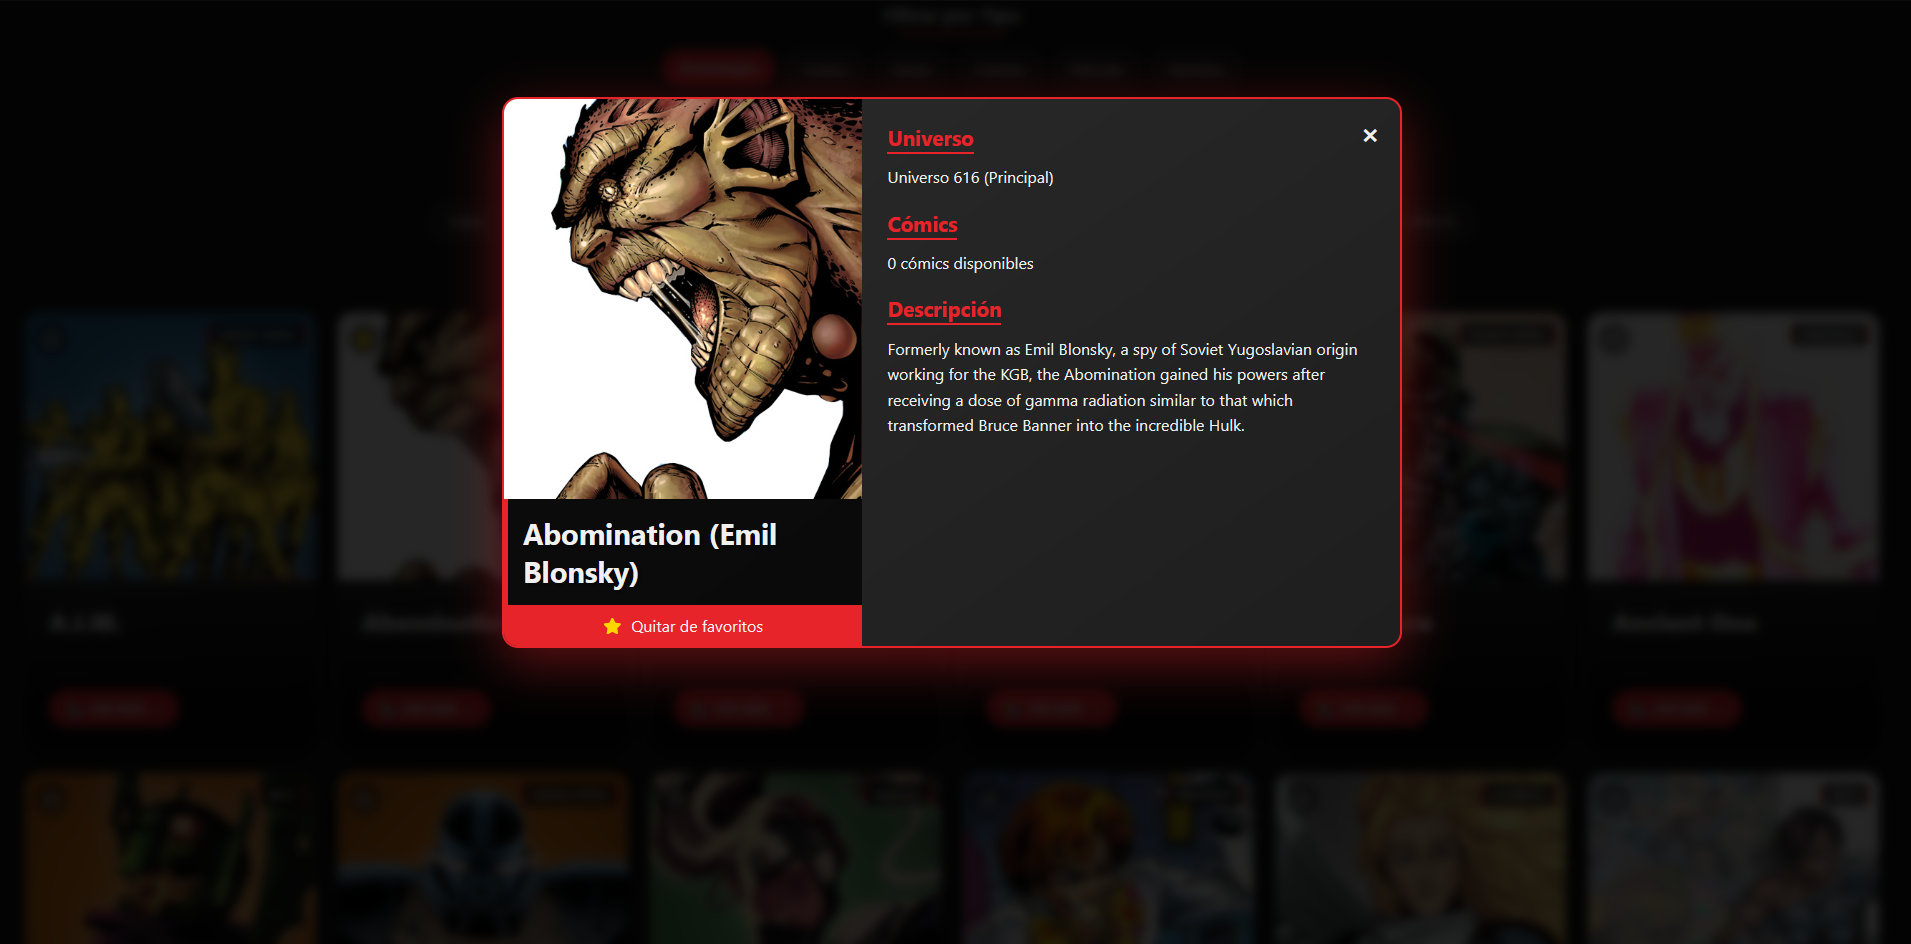 Abomination (Emil
Blonsky)
Quitar de favoritos
×
Universo
Universo 616 (Principal)
Cómics
0 cómics disponibles
Descripción
Formerly known as Emil Blonsky, a spy of Soviet Yugoslavian origin
working for the KGB, the Abomination gained his powers after
receiving a dose of gamma radiation similar to that which
transformed Bruce Banner into the incredible Hulk.